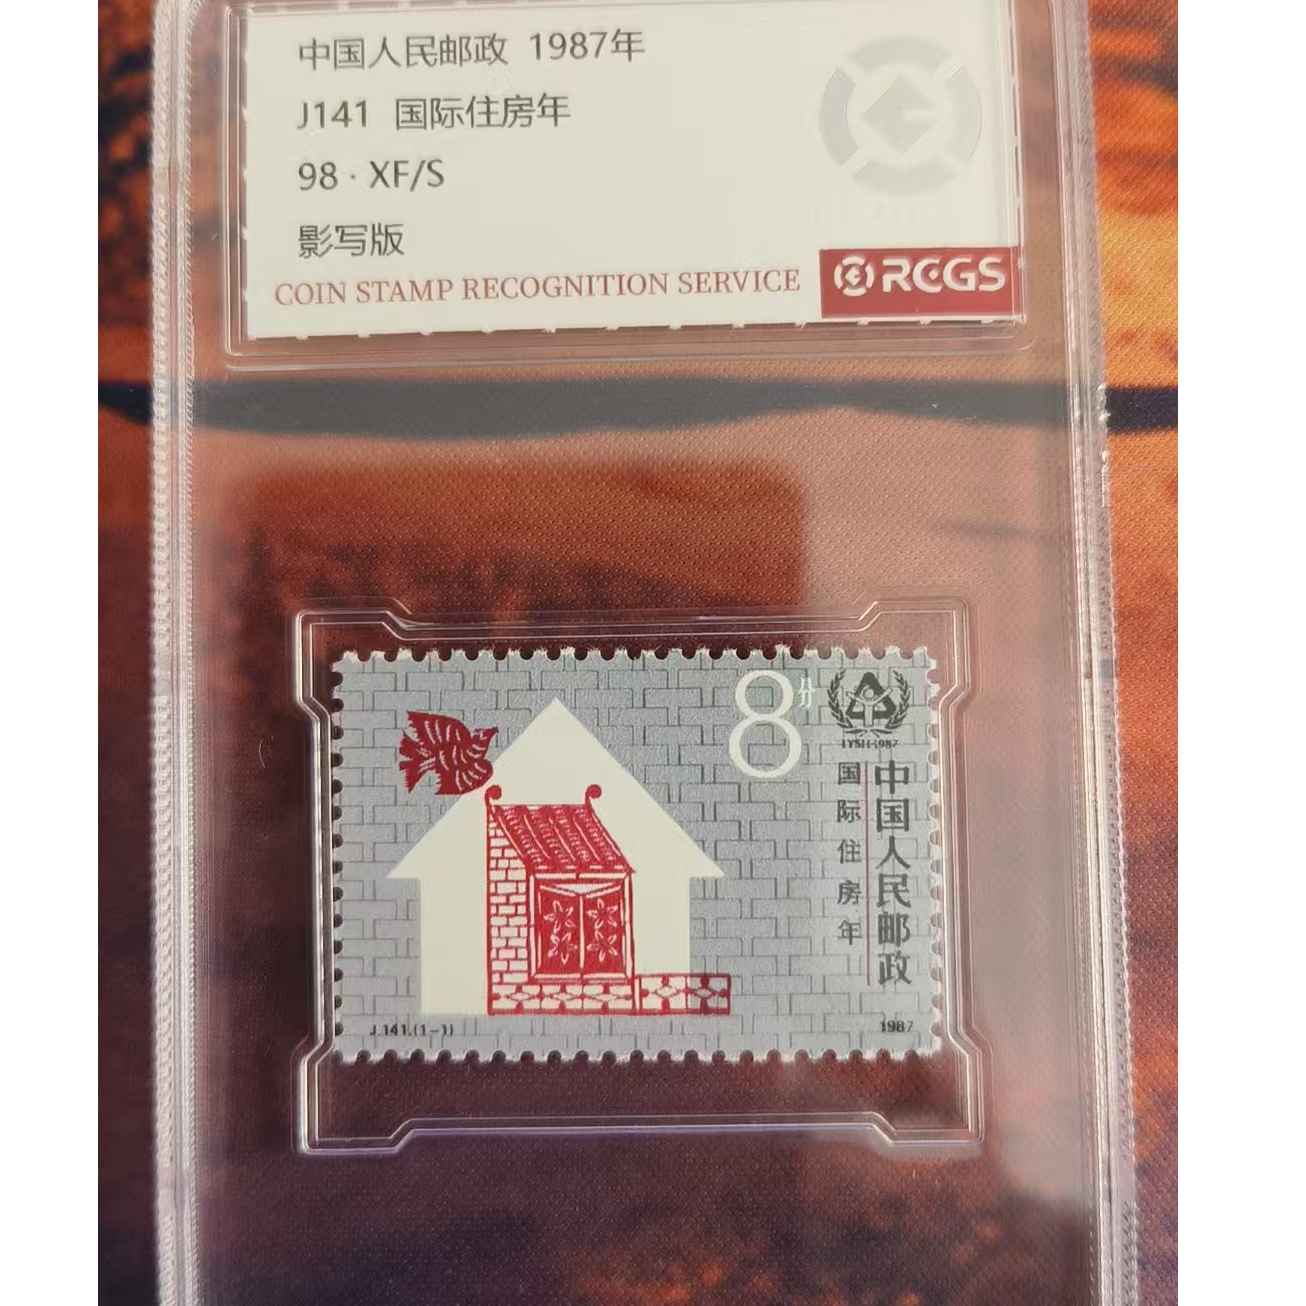 中国人民邮政 1987年
J141 国际住房年
98 · XF/S
影写版
COIN STAMP RECOGNITION SERVICE
RCGS
8分
IYSH·1987
国际住房年
中国人民邮政
J.141.(1-1)
1987